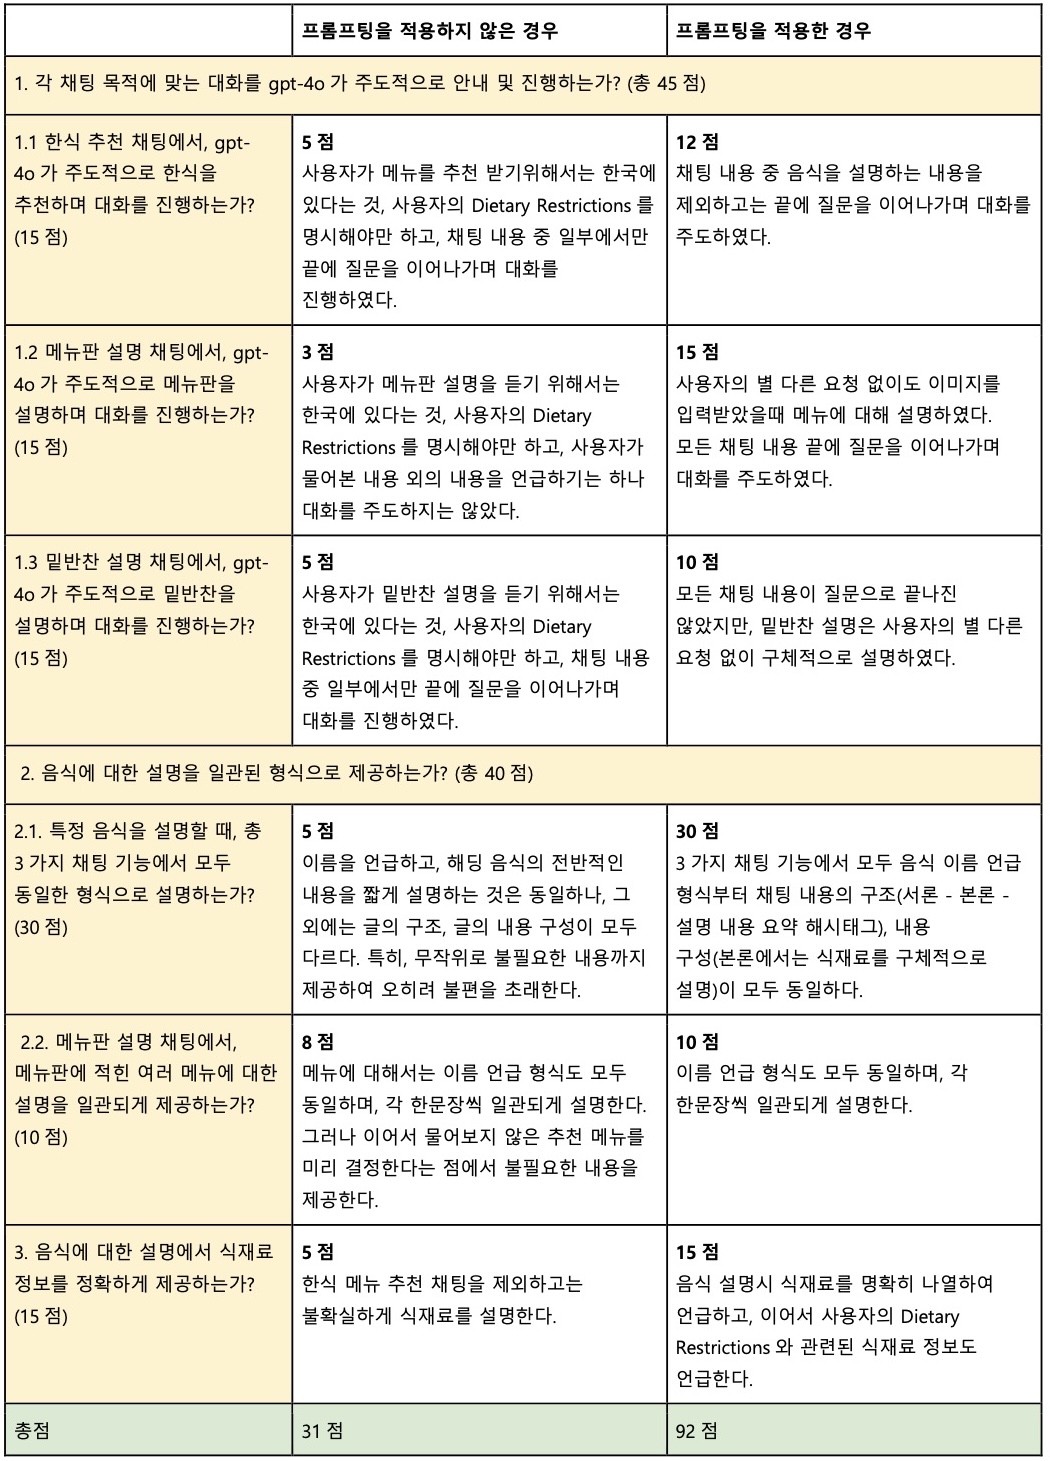 프롬프팅을 적용하지 않은 경우
프롬프팅을 적용한 경우
1. 각 채팅 목적에 맞는 대화를 gpt-4o 가 주도적으로 안내 및 진행하는가? (총 45 점)
1.1 한식 추천 채팅에서, gpt-
4o 가 주도적으로 한식을
추천하며 대화를 진행하는가?
(15 점)
5 점
사용자가 메뉴를 추천 받기위해서는 한국에
있다는 것, 사용자의 Dietary Restrictions 를
명시해야만 하고, 채팅 내용 중 일부에서만
끝에 질문을 이어나가며 대화를
진행하였다.
12 점
채팅 내용 중 음식을 설명하는 내용을
제외하고는 끝에 질문을 이어나가며 대화를
주도하였다.
1.2 메뉴판 설명 채팅에서, gpt-
4o 가 주도적으로 메뉴판을
설명하며 대화를 진행하는가?
(15 점)
3 점
사용자가 메뉴판 설명을 듣기 위해서는
한국에 있다는 것, 사용자의 Dietary
Restrictions 를 명시해야만 하고, 사용자가
물어본 내용 외의 내용을 언급하기는 하나
대화를 주도하지는 않았다.
15 점
사용자의 별 다른 요청 없이도 이미지를
입력받았을때 메뉴에 대해 설명하였다.
모든 채팅 내용 끝에 질문을 이어나가며
대화를 주도하였다.
1.3 밑반찬 설명 채팅에서, gpt-
4o 가 주도적으로 밑반찬을
설명하며 대화를 진행하는가?
(15 점)
5 점
사용자가 밑반찬 설명을 듣기 위해서는
한국에 있다는 것, 사용자의 Dietary
Restrictions 를 명시해야만 하고, 채팅 내용
중 일부에서만 끝에 질문을 이어나가며
대화를 진행하였다.
10 점
모든 채팅 내용이 질문으로 끝나진
않았지만, 밑반찬 설명은 사용자의 별 다른
요청 없이 구체적으로 설명하였다.
2. 음식에 대한 설명을 일관된 형식으로 제공하는가? (총 40 점)
2.1. 특정 음식을 설명할 때, 총
3 가지 채팅 기능에서 모두
동일한 형식으로 설명하는가?
(30 점)
5 점
이름을 언급하고, 해딩 음식의 전반적인
내용을 짧게 설명하는 것은 동일하나, 그
외에는 글의 구조, 글의 내용 구성이 모두
다르다. 특히, 무작위로 불필요한 내용까지
제공하여 오히려 불편을 초래한다.
30 점
3 가지 채팅 기능에서 모두 음식 이름 언급
형식부터 채팅 내용의 구조(서론 - 본론 -
설명 내용 요약 해시태그), 내용
구성(본론에서는 식재료를 구체적으로
설명)이 모두 동일하다.
2.2. 메뉴판 설명 채팅에서,
메뉴판에 적힌 여러 메뉴에 대한
설명을 일관되게 제공하는가?
(10 점)
8 점
메뉴에 대해서는 이름 언급 형식도 모두
동일하며, 각 한문장씩 일관되게 설명한다.
그러나 이어서 물어보지 않은 추천 메뉴를
미리 결정한다는 점에서 불필요한 내용을
제공한다.
10 점
이름 언급 형식도 모두 동일하며, 각
한문장씩 일관되게 설명한다.
3. 음식에 대한 설명에서 식재료
정보를 정확하게 제공하는가?
(15 점)
5 점
한식 메뉴 추천 채팅을 제외하고는
불확실하게 식재료를 설명한다.
15 점
음식 설명시 식재료를 명확히 나열하여
언급하고, 이어서 사용자의 Dietary
Restrictions 와 관련된 식재료 정보도
언급한다.
총점
31 점
92 점